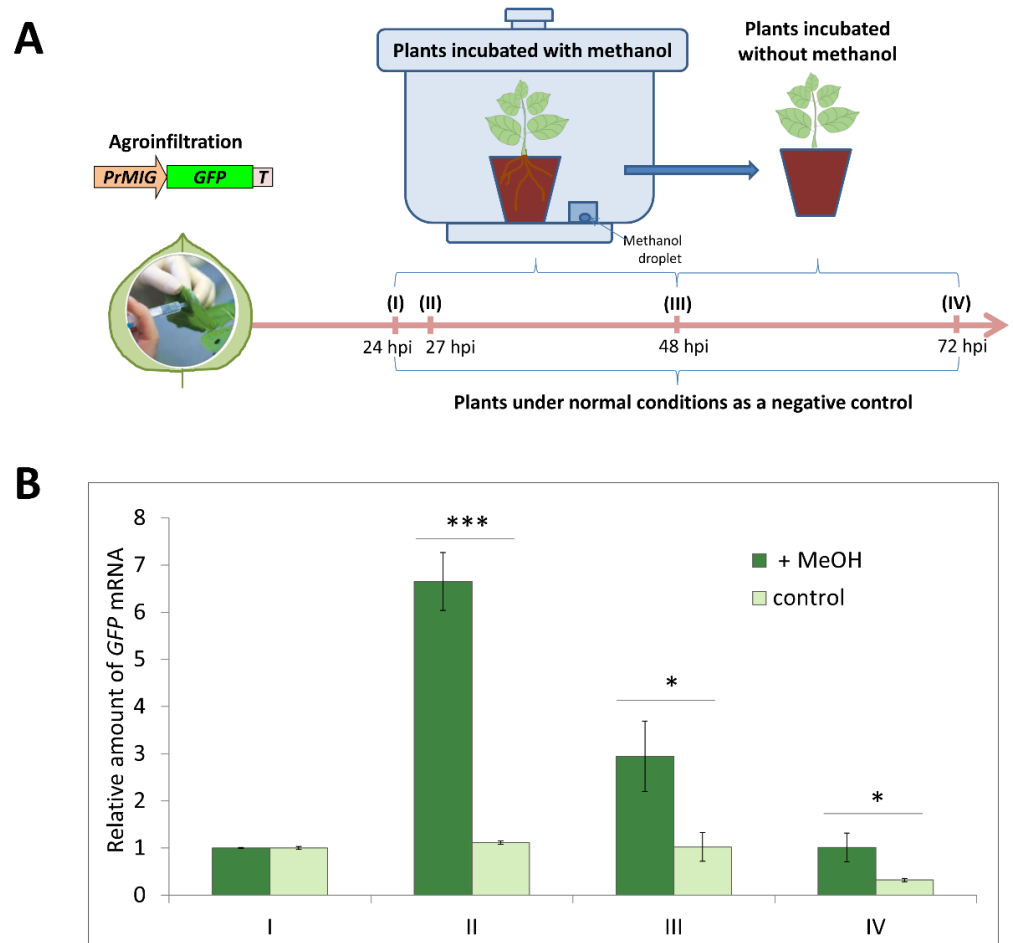 A
Plants incubated with methanol
Plants incubated
without methanol
Agroinfiltration
PrMIG GFP T
Methanol
droplet
(I) (II) (III) (IV)
24 hpi 27 hpi 48 hpi 72 hpi
Plants under normal conditions as a negative control
B
Relative amount of GFP mRNA
8
7
6
5
4
3
2
1
0
***
*
*
+ MeOH
control
I II III IV